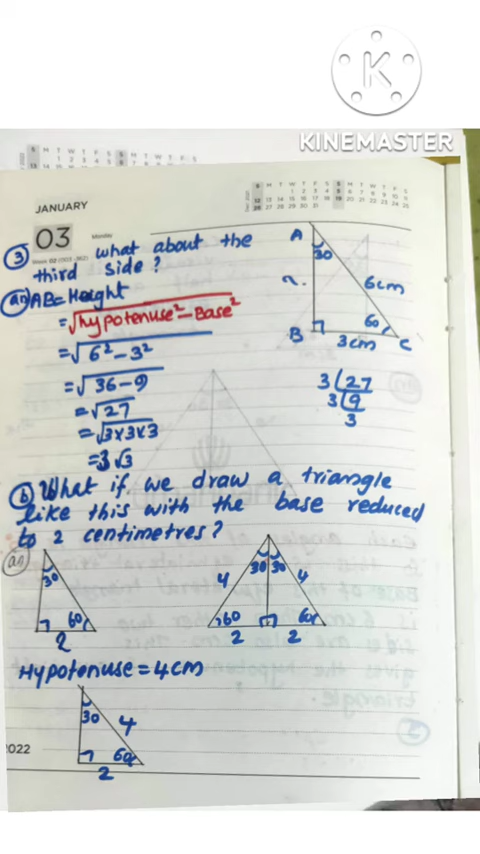 K
KINEMASTER
JANUARY
03
Monday
③ what about the
third side?
an) AB = Height
= √hypotenuse² - Base²
= √6² - 3²
= √36 - 9
= √27
= √3×3×3
= 3√3
A
30
6cm
60
B
3cm
C
3 27
3 9
3
ⓑ What if we draw a triangle
like this with the base reduced
to 2 centimetres?
an)
30
60
2
30 30
4 4
60 60
2 2
Hypotenuse = 4cm
30
4
60
2
2022